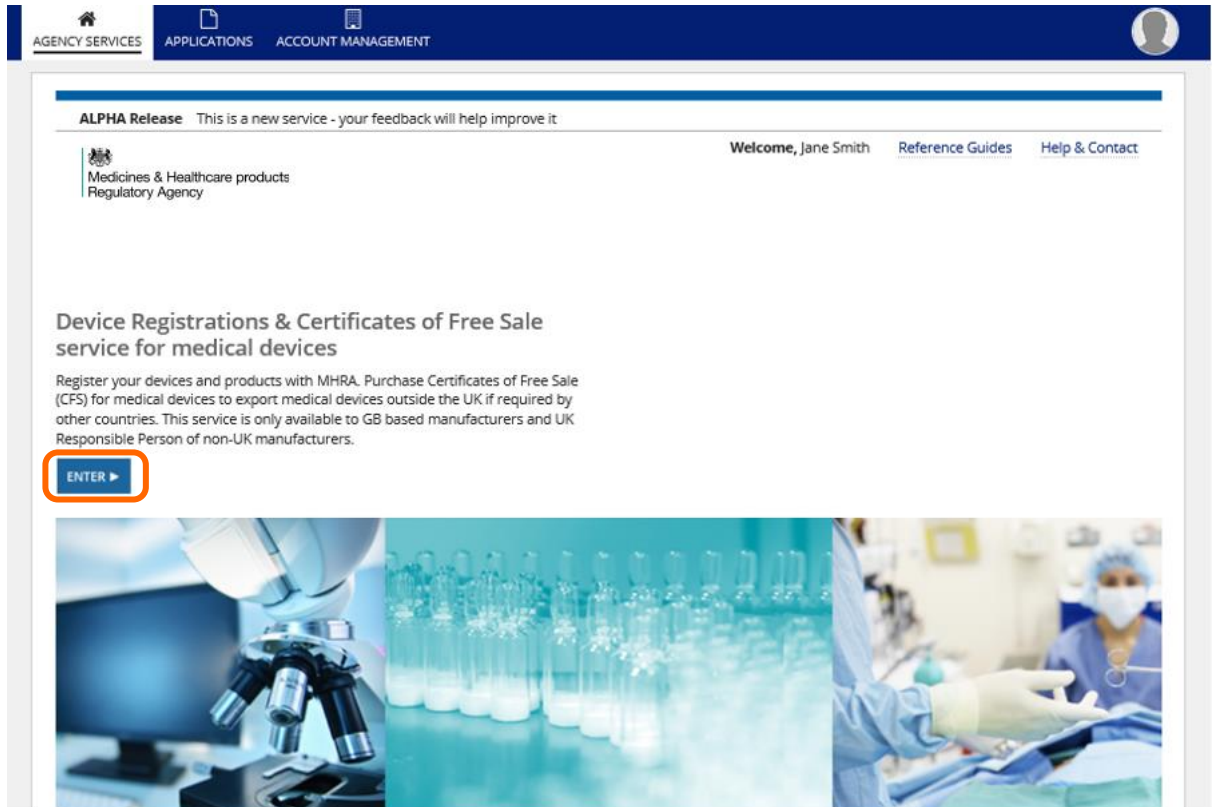 AGENCY SERVICES APPLICATIONS ACCOUNT MANAGEMENT
ALPHA Release This is a new service - your feedback will help improve it
Welcome, Jane Smith Reference Guides Help & Contact
Medicines & Healthcare products
Regulatory Agency
Device Registrations & Certificates of Free Sale
service for medical devices
Register your devices and products with MHRA. Purchase Certificates of Free Sale
(CFS) for medical devices to export medical devices outside the UK if required by
other countries. This service is only available to GB based manufacturers and UK
Responsible Person of non-UK manufacturers.
ENTER ►